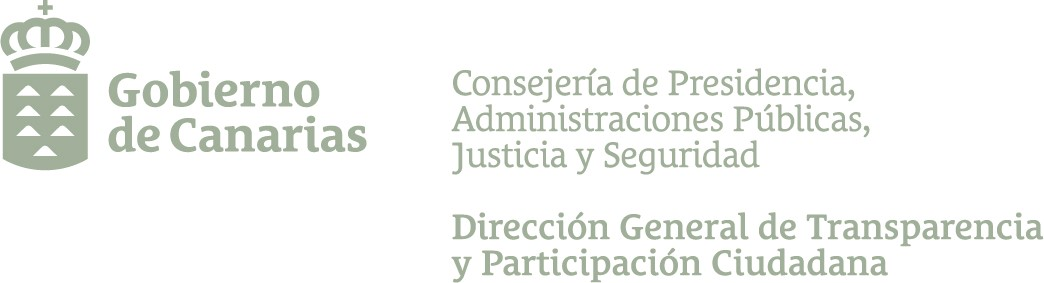 Gobierno
de Canarias
Consejería de Presidencia,
Administraciones Públicas,
Justicia y Seguridad
Dirección General de Transparencia
y Participación Ciudadana